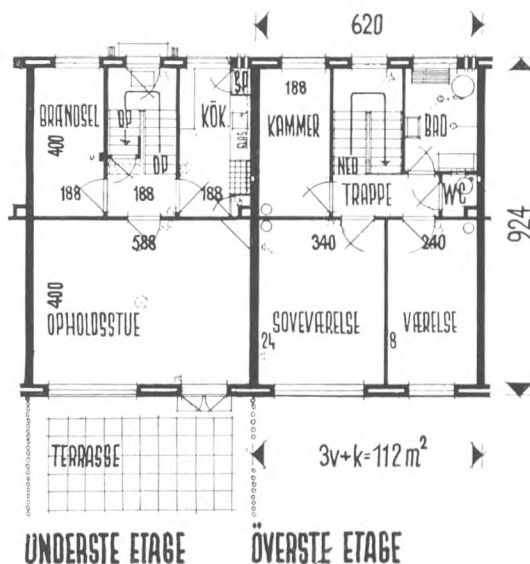 620
BRÆNDSEL
400
OP
OP
KÖK.
SP
188
KAMMER
NED
BAD
188
188
188
TRAPPE
WC
588
340
240
924
400
OPHOLDSSTUE
SOVEVÆRELSE
24
VÆRELSE
8
TERRASSE
3v+k=112 m²
UNDERSTE ETAGE
ÖVERSTE ETAGE